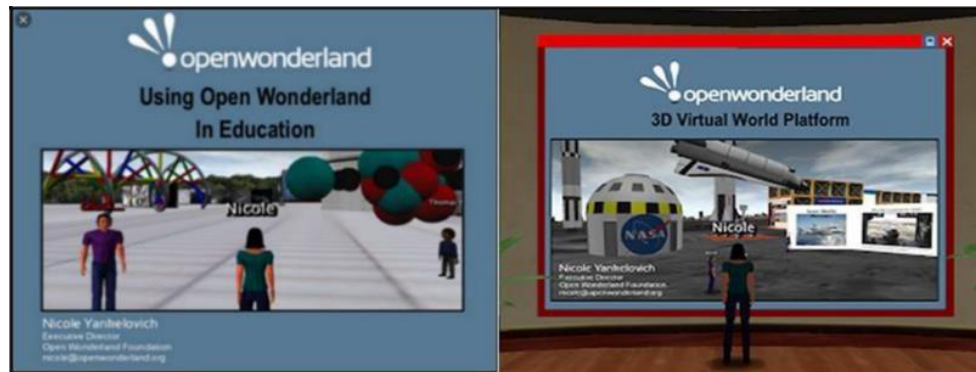 openwonderland
Using Open Wonderland
In Education
Nicole
Thomas
Nicole Yankelovich
Executive Director
Open Wonderland Foundation
nicole@openwonderland.org
openwonderland
3D Virtual World Platform
NASA
Nicole
Nicole Yankelovich
Executive Director
Open Wonderland Foundation
nicole@openwonderland.org